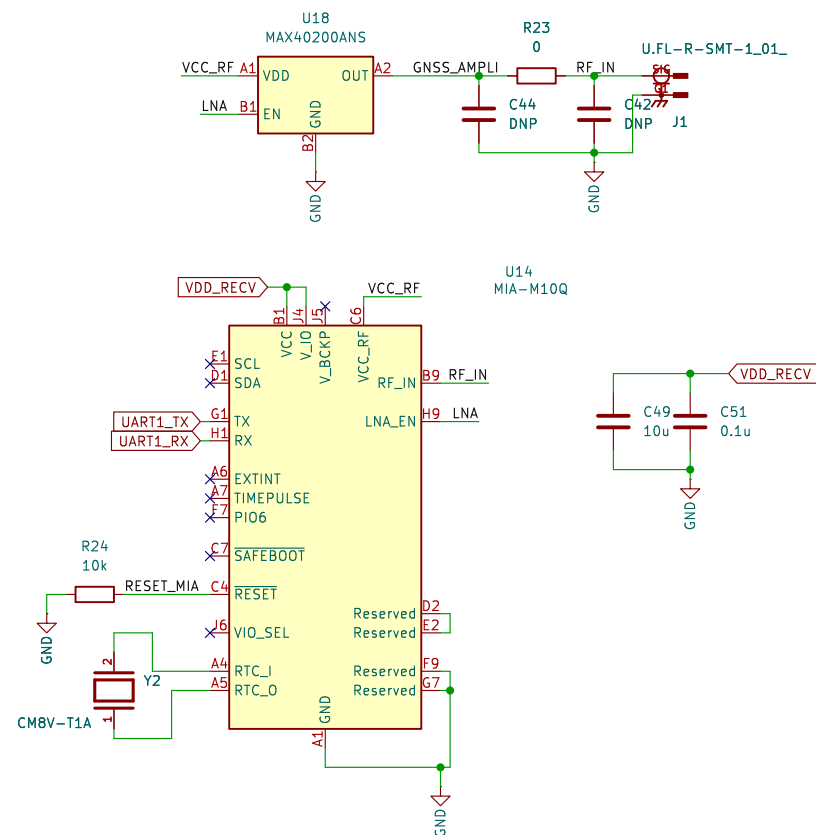 U18
MAX40200ANS
VCC_RF A1 VDD OUT A2 GNSS_AMPLI
LNA B1 EN
GND
B2
GND
R23
0
RF_IN
U.FL-R-SMT-1_01_
SIG
G1
J1
C44
DNP
C42
DNP
GND
U14
MIA-M10Q
VDD_RECV
VCC_RF
B1 J4 J5 C6
VCC V_IO V_BCKP VCC_RF
E1 SCL
D1 SDA
UART1_TX G1 TX
UART1_RX H1 RX
A6 EXTINT
A7 TIMEPULSE
F7 PIO6
C7 SAFEBOOT
R24
10k
RESET_MIA C4 RESET
GND
J6 VIO_SEL
A4 RTC_I
A5 RTC_O
2
Y2
1
CM8V-T1A
RF_IN B9 RF_IN
LNA_EN H9 LNA
Reserved D2
Reserved E2
Reserved F9
Reserved G7
GND
A1
GND
VDD_RECV
C49
10u
C51
0.1u
GND